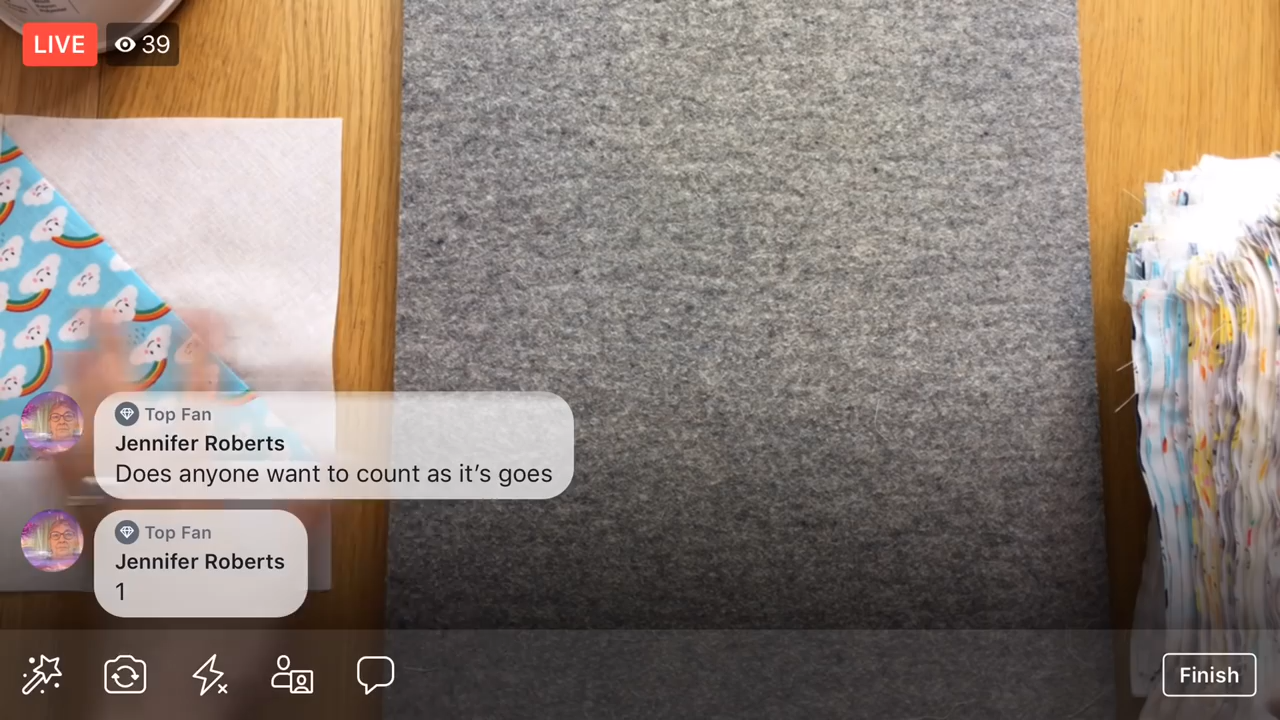 LIVE
39
Top Fan
Jennifer Roberts
Does anyone want to count as it’s goes
Top Fan
Jennifer Roberts
1
Finish